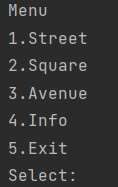 Menu
1.Street
2.Square
3.Avenue
4.Info
5.Exit
Select: